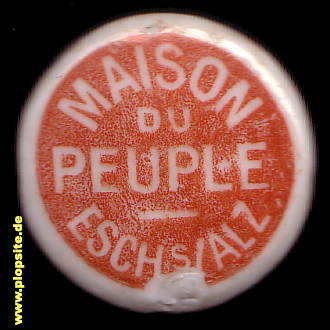 MAISON
DU
PEUPLE
ESCH S/ALZ.
www.plopsite.de